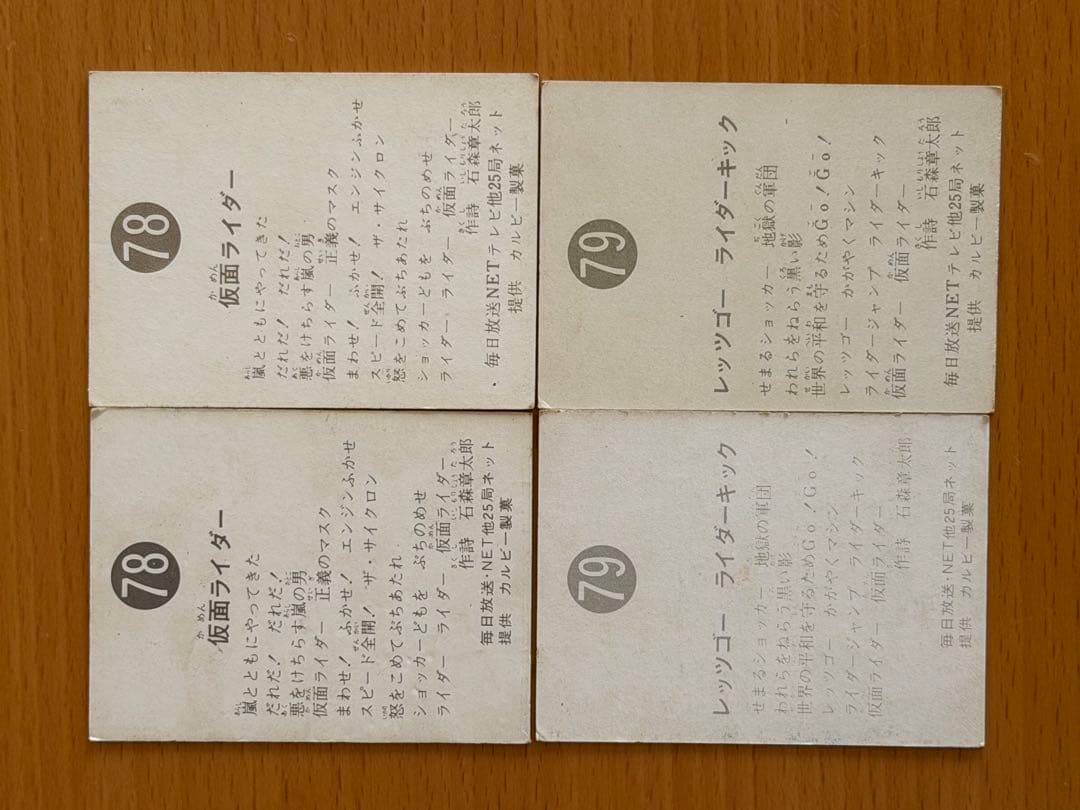 78
仮面ライダー
嵐とともにやってきた
だれだ! だれだ!
悪をけちらす嵐の男
仮面ライダー 正義のマスク
まわせ! ふかせ! エンジンふかせ
スピード全開! ザ・サイクロン
怒をこめてぶちあたれ
ショッカーどもを ぶちのめせ
ライダー ライダー 仮面ライダー
作詩 石森章太郎
毎日放送NETテレビ他25局ネット
提供 カルビー製菓
79
レッツゴー ライダーキック
せまるショッカー 地獄の軍団
われらをねらう黒い影
世界の平和を守るためGo!Go!
レッツゴー かがやくマシン
ライダージャンプ ライダーキック
仮面ライダー 仮面ライダー
作詩 石森章太郎
毎日放送NETテレビ他25局ネット
提供 カルビー製菓
78
仮面ライダー
嵐とともにやってきた
だれだ! だれだ!
悪をけちらす嵐の男
仮面ライダー 正義のマスク
まわせ! ふかせ! エンジンふかせ
スピード全開! ザ・サイクロン
怒をこめてぶちあたれ
ショッカーどもを ぶちのめせ
ライダー ライダー 仮面ライダー
作詩 石森章太郎
毎日放送・NET他25局ネット
提供 カルビー製菓
79
レッツゴー ライダーキック
せまるショッカー 地獄の軍団
われらをねらう黒い影
世界の平和を守るためGo!Go!
レッツゴー かがやくマシン
ライダージャンプ ライダーキック
仮面ライダー 仮面ライダー
作詩 石森章太郎
毎日放送・NET他25局ネット
提供 カルビー製菓